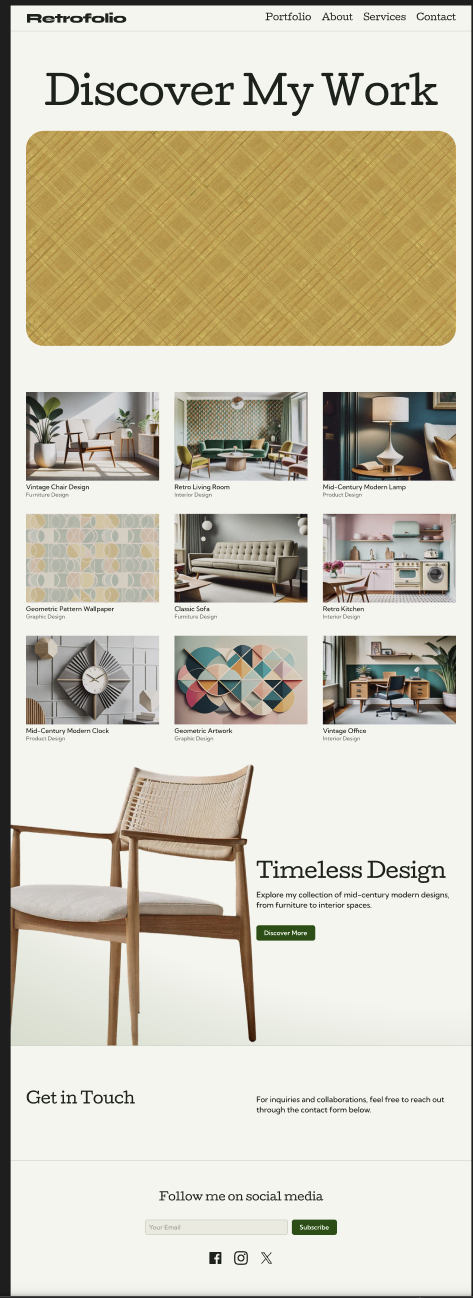 Retrofolio
Portfolio About Services Contact
Discover My Work
Vintage Chair Design
Furniture Design
Retro Living Room
Interior Design
Mid-Century Modern Lamp
Product Design
Geometric Pattern Wallpaper
Graphic Design
Classic Sofa
Furniture Design
Retro Kitchen
Interior Design
Mid-Century Modern Clock
Product Design
Geometric Artwork
Graphic Design
Vintage Office
Interior Design
Timeless Design
Explore my collection of mid-century modern designs,
from furniture to interior spaces.
Discover More
Get in Touch
For inquiries and collaborations, feel free to reach out
through the contact form below.
Follow me on social media
Your Email
Subscribe